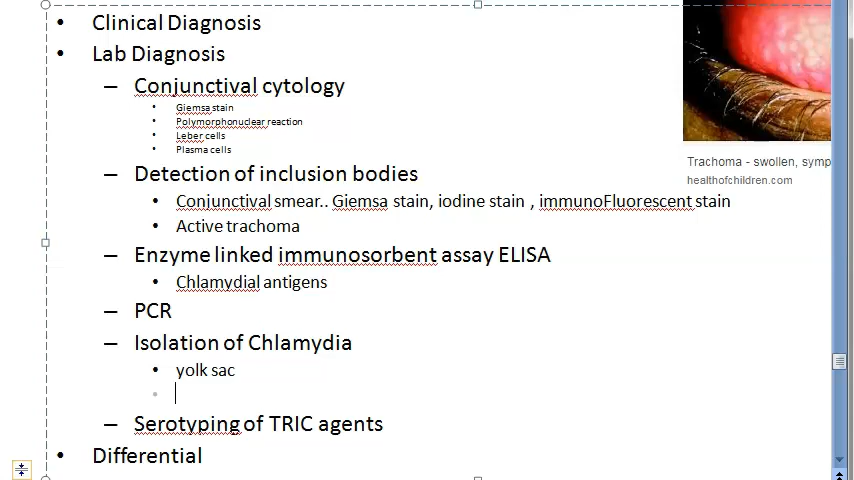 • Clinical Diagnosis
• Lab Diagnosis
– Conjunctival cytology
• Giemsa stain
• Polymorphonuclear reaction
• Leber cells
• Plasma cells
– Detection of inclusion bodies
• Conjunctival smear.. Giemsa stain, iodine stain , immunoFluorescent stain
• Active trachoma
– Enzyme linked immunosorbent assay ELISA
• Chlamydial antigens
– PCR
– Isolation of Chlamydia
• yolk sac
•
– Serotyping of TRIC agents
• Differential
Trachoma - swollen, symp
healthofchildren.com